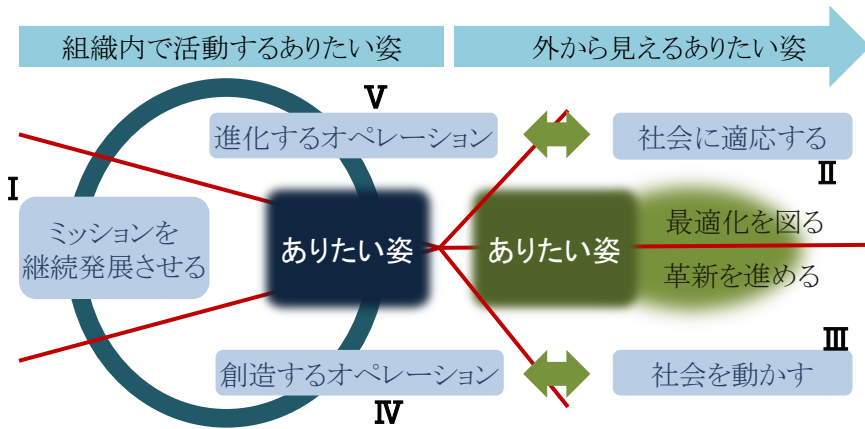 組織内で活動するありたい姿
外から見えるありたい姿
Ⅴ
進化するオペレーション
社会に適応する
Ⅱ
Ⅰ
ミッションを
継続発展させる
ありたい姿
ありたい姿
最適化を図る
革新を進める
Ⅲ
創造するオペレーション
社会を動かす
Ⅳ